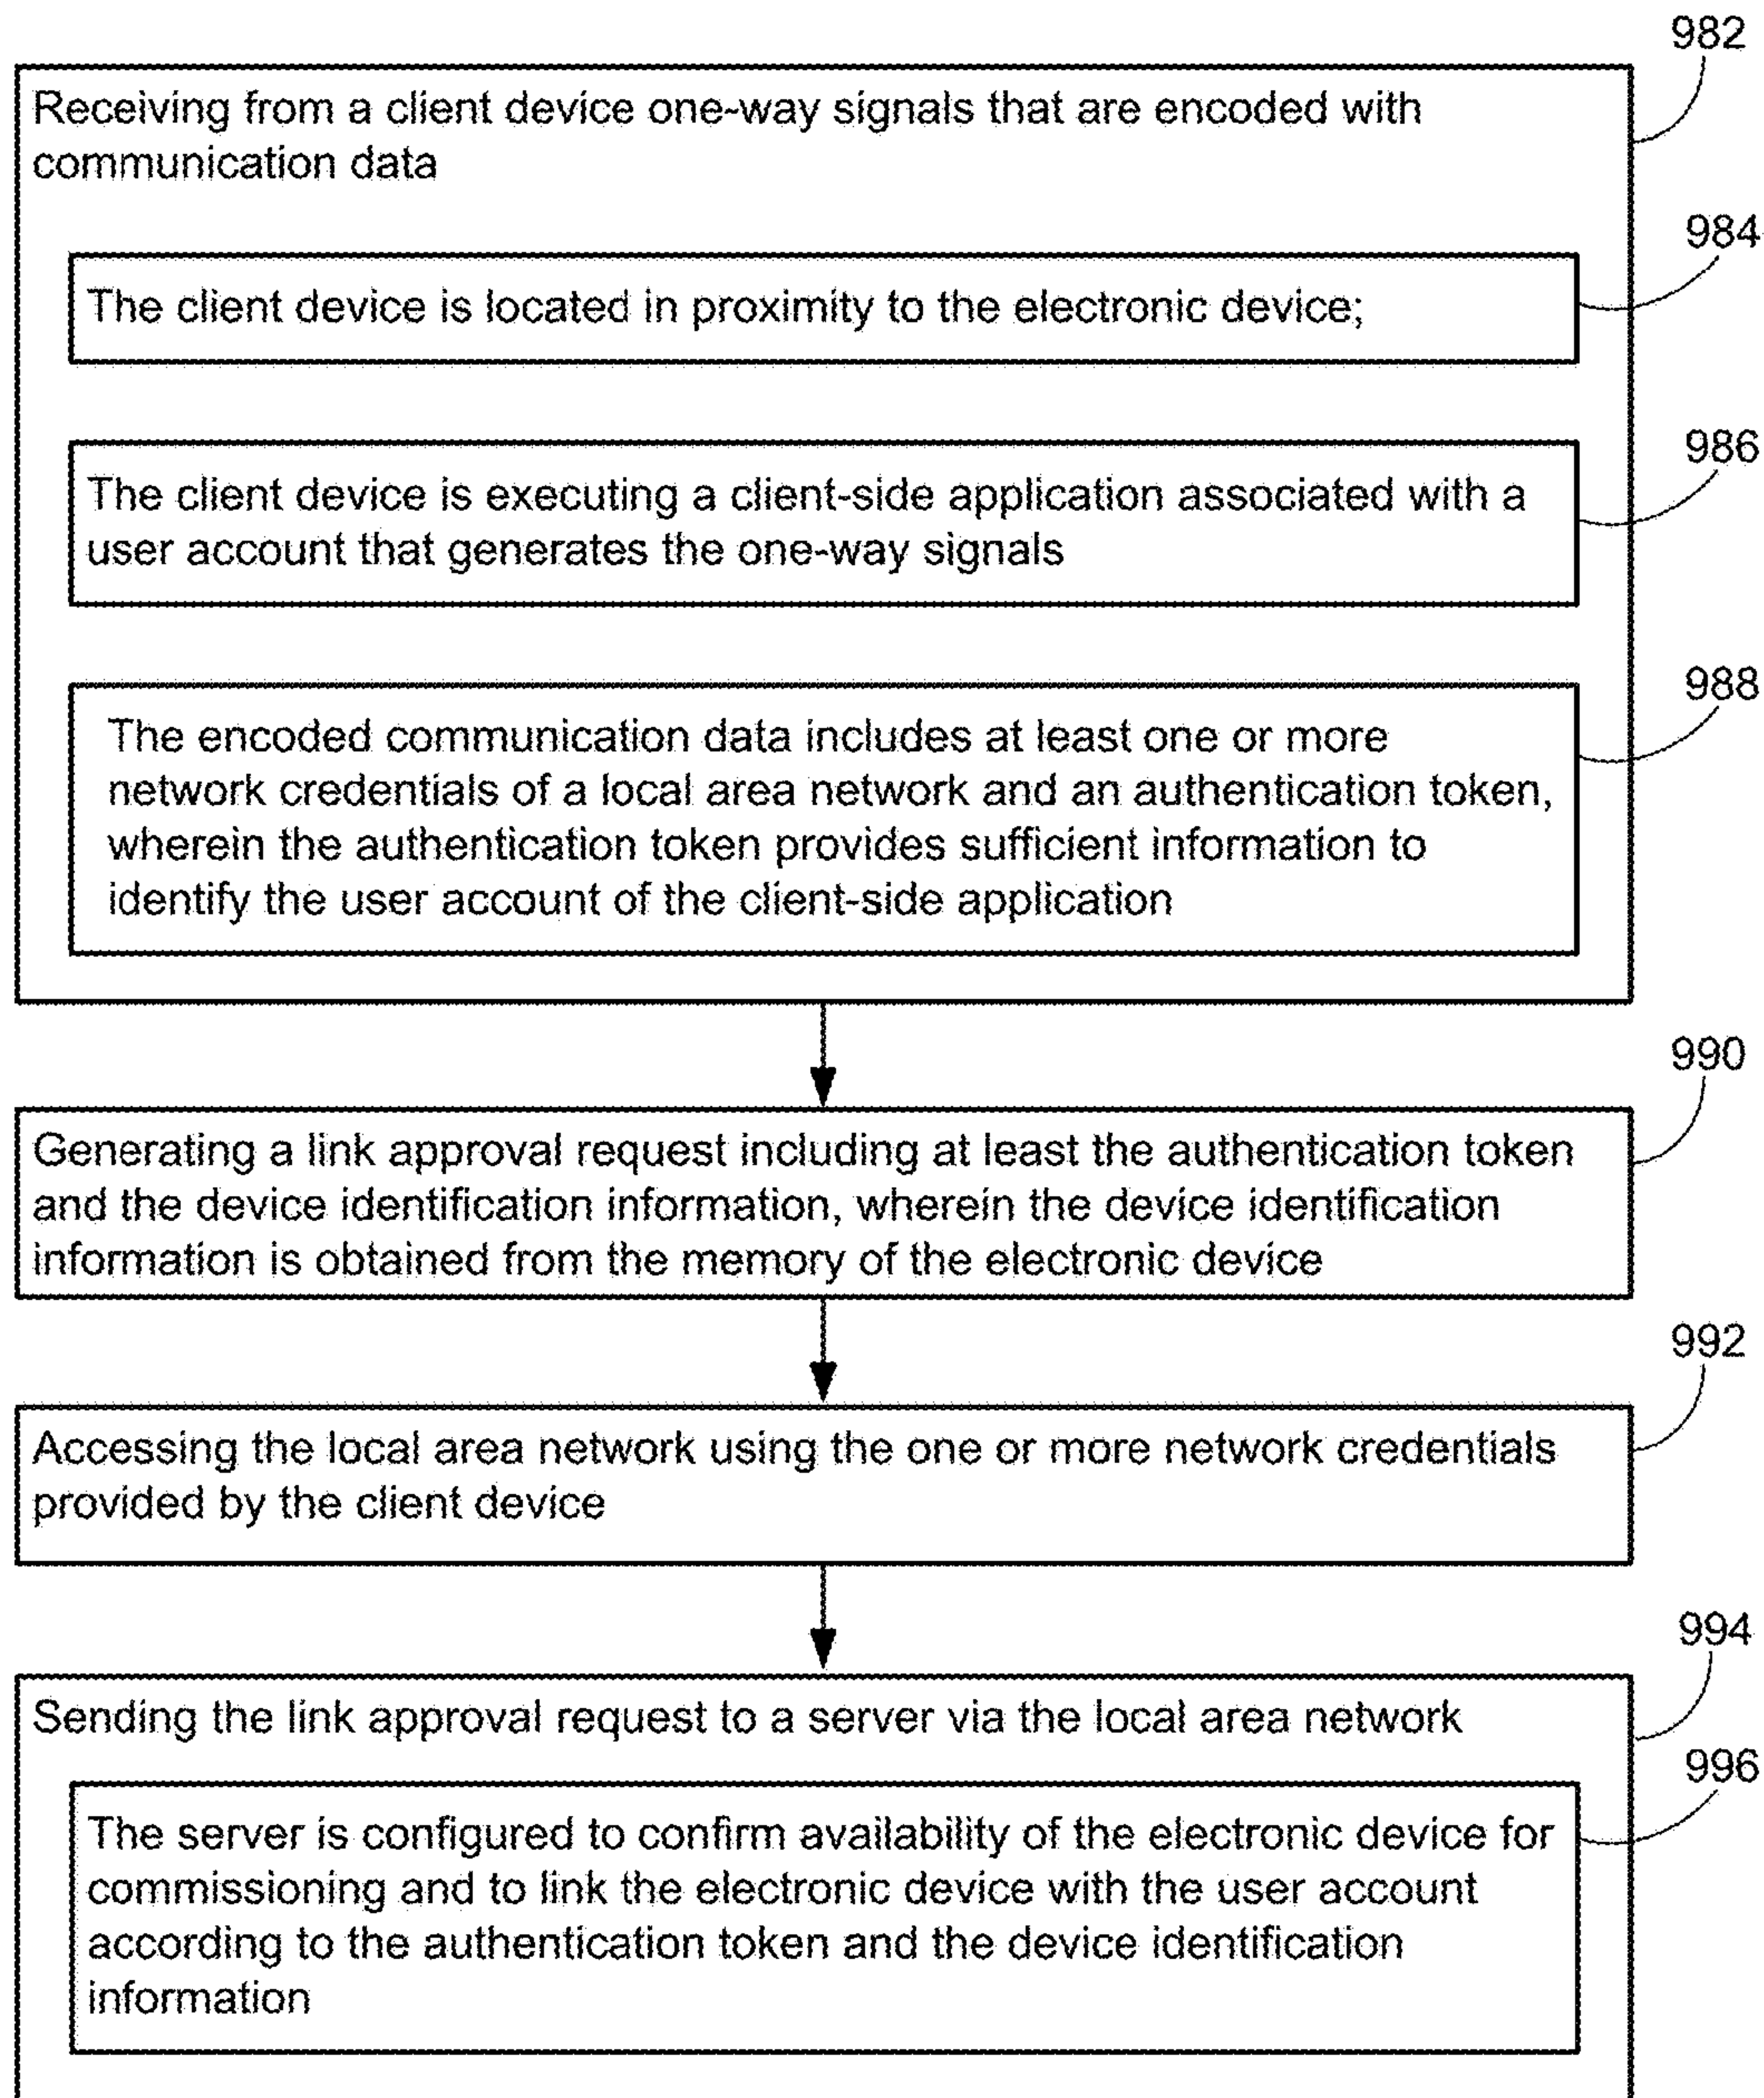 982
Receiving from a client device one-way signals that are encoded with
communication data
984
The client device is located in proximity to the electronic device;
986
The client device is executing a client-side application associated with a
user account that generates the one-way signals
988
The encoded communication data includes at least one or more
network credentials of a local area network and an authentication token,
wherein the authentication token provides sufficient information to
identify the user account of the client-side application
990
Generating a link approval request including at least the authentication token
and the device identification information, wherein the device identification
information is obtained from the memory of the electronic device
992
Accessing the local area network using the one or more network credentials
provided by the client device
994
Sending the link approval request to a server via the local area network
996
The server is configured to confirm availability of the electronic device for
commissioning and to link the electronic device with the user account
according to the authentication token and the device identification
information